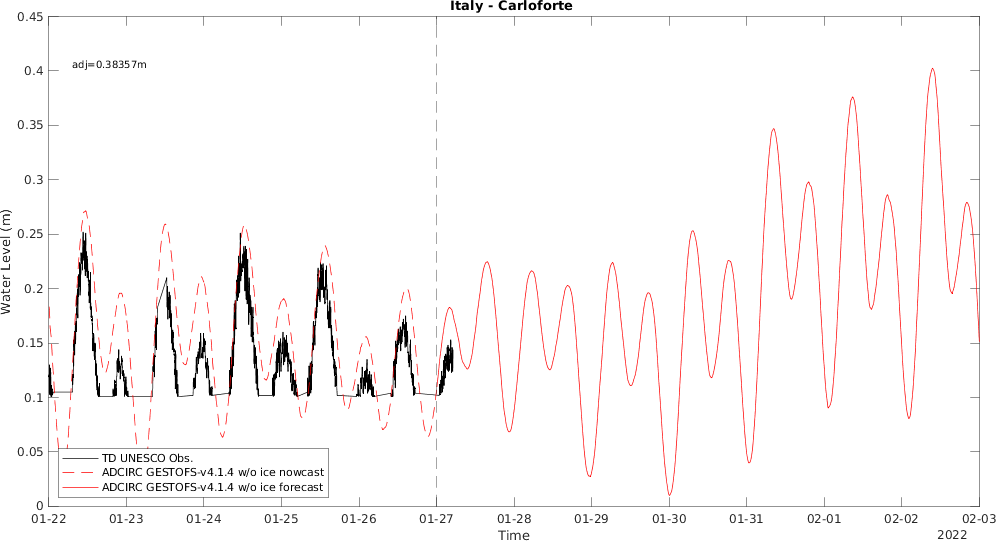 Italy - Carloforte
0.45
0.4
0.35
0.3
0.25
0.2
0.15
0.1
0.05
0
Water Level (m)
adj=0.38357m
TD UNESCO Obs.
ADCIRC GESTOFS-v4.1.4 w/o ice nowcast
ADCIRC GESTOFS-v4.1.4 w/o ice forecast
01-22 01-23 01-24 01-25 01-26 01-27 01-28 01-29 01-30 01-31 02-01 02-02 02-03
Time
2022